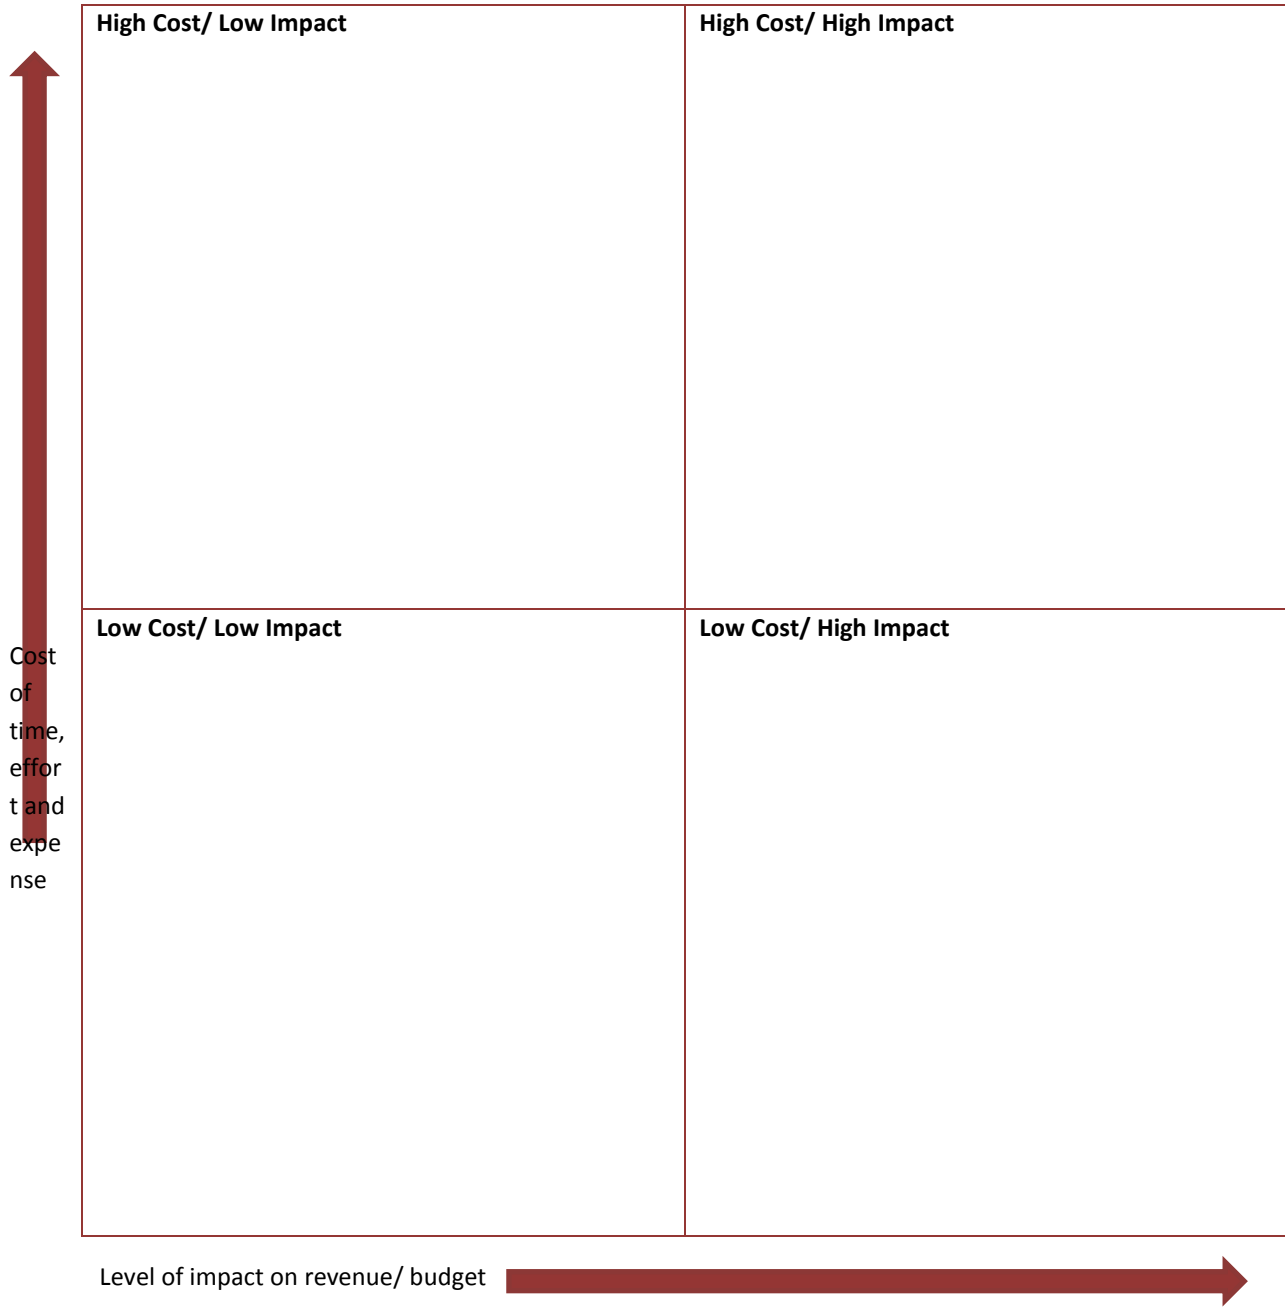 High Cost/ Low Impact
High Cost/ High Impact
Low Cost/ Low Impact
Low Cost/ High Impact
Cost
of
time,
effor
t and
expe
nse
Level of impact on revenue/ budget